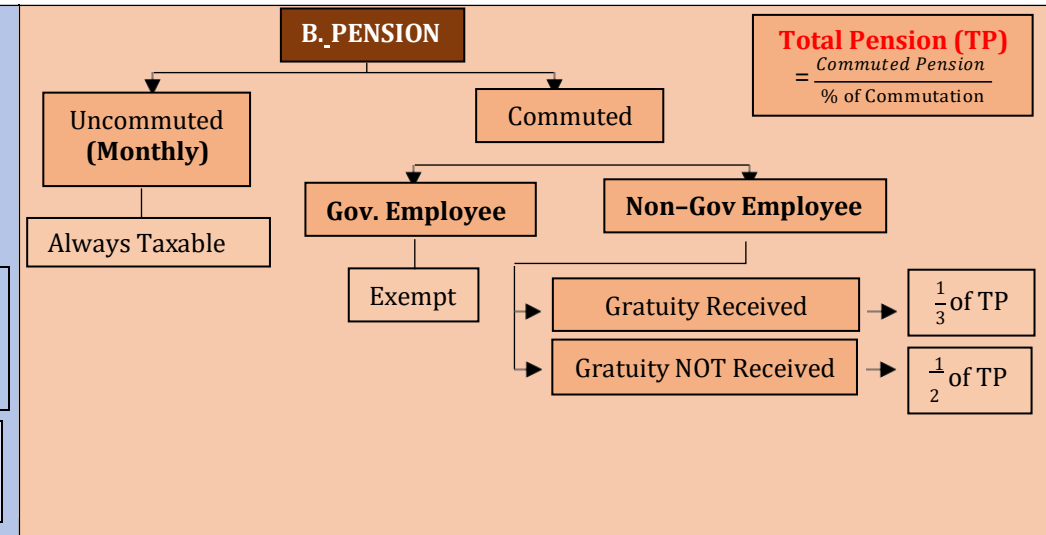 B. PENSION
Total Pension (TP)
= Commuted Pension
% of Commutation
Uncommuted
(Monthly)
Commuted
Gov. Employee
Non–Gov Employee
Always Taxable
Exempt
Gratuity Received
1
3 of TP
Gratuity NOT Received
1
2 of TP